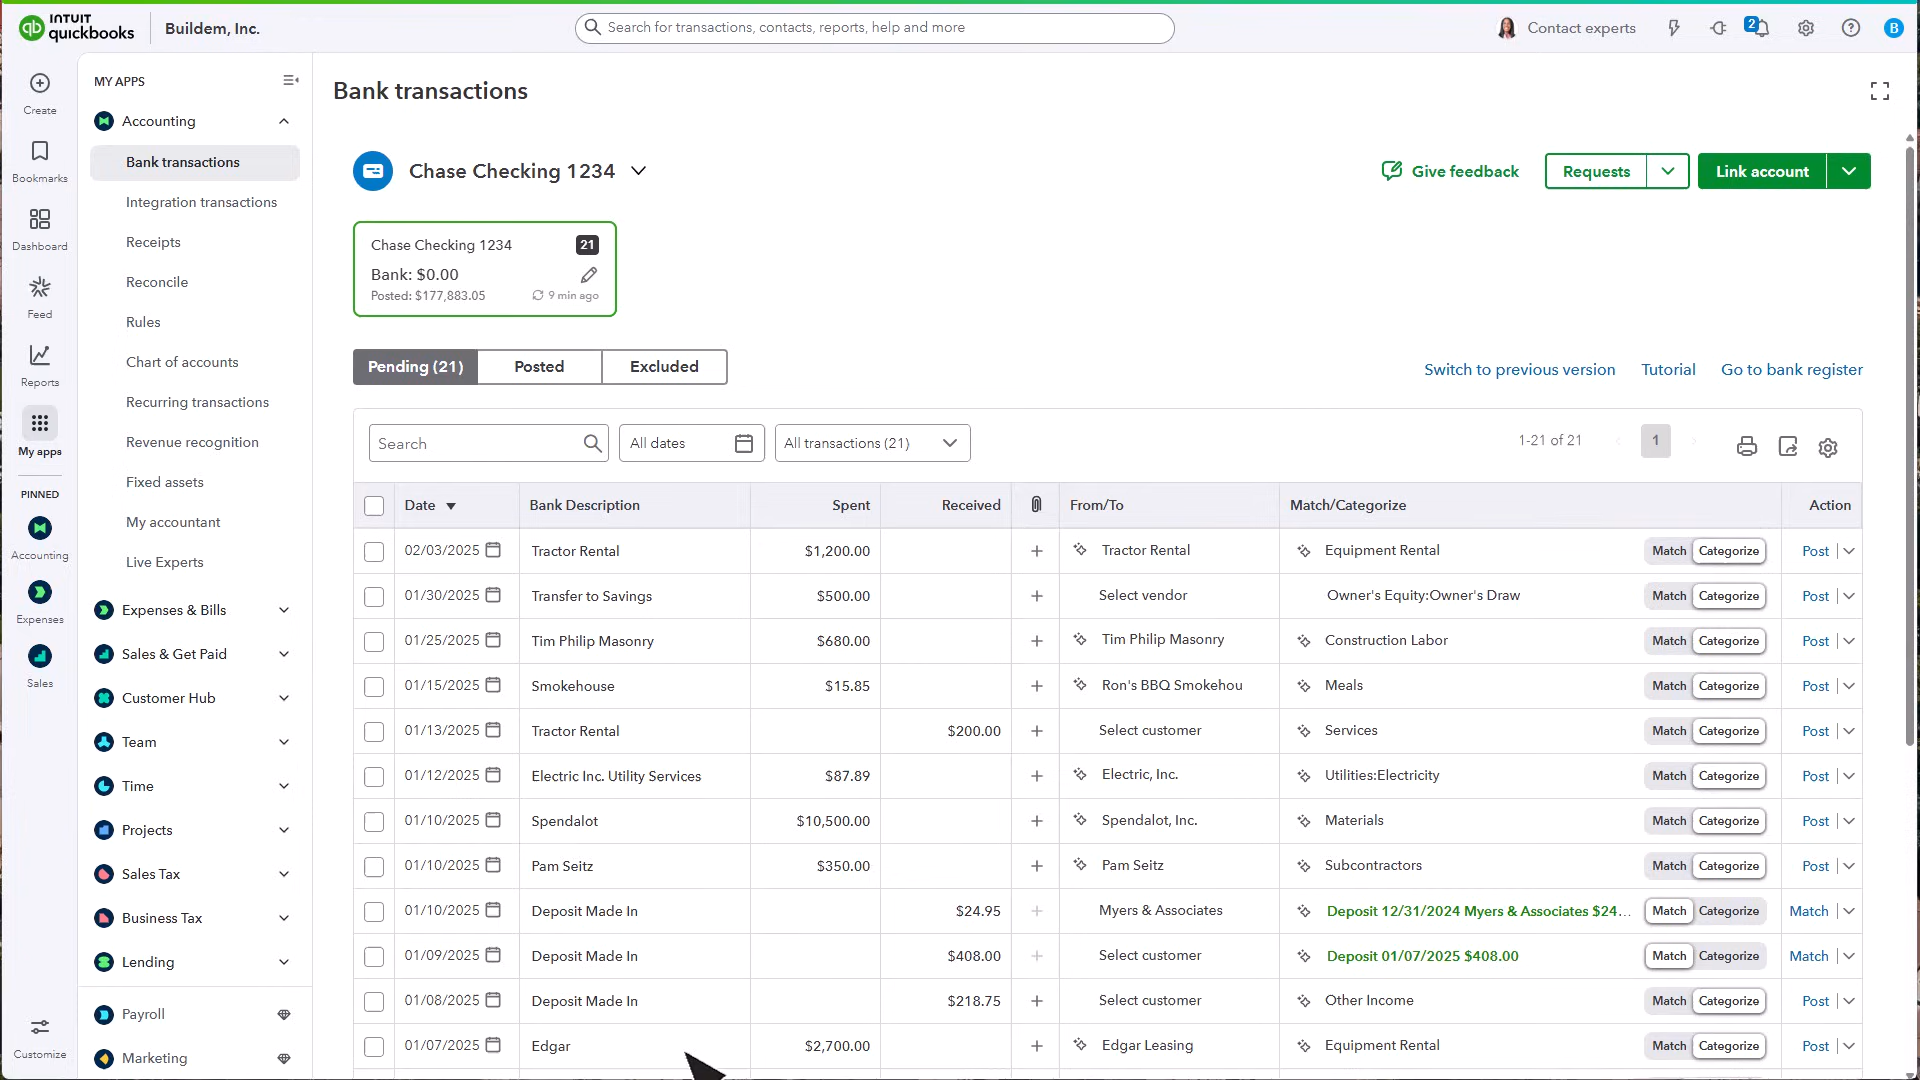 INTUIT
quickbooks
Buildem, Inc.
Search for transactions, contacts, reports, help and more
Contact experts
2
B
Create
Bookmarks
Dashboard
Feed
Reports
My apps
PINNED
Accounting
Expenses
Sales
Customize
MY APPS
Accounting
Bank transactions
Integration transactions
Receipts
Reconcile
Rules
Chart of accounts
Recurring transactions
Revenue recognition
Fixed assets
My accountant
Live Experts
Expenses & Bills
Sales & Get Paid
Customer Hub
Team
Time
Projects
Sales Tax
Business Tax
Lending
Payroll
Marketing
Bank transactions
Chase Checking 1234
Give feedback
Requests
Link account
Chase Checking 1234 21
Bank: $0.00
Posted: $177,883.05 9 min ago
Pending (21) Posted Excluded
Switch to previous version Tutorial Go to bank register
Search All dates All transactions (21) 1-21 of 21 1
Date Bank Description Spent Received From/To Match/Categorize Action
02/03/2025 Tractor Rental $1,200.00 + Tractor Rental Equipment Rental Match Categorize Post
01/30/2025 Transfer to Savings $500.00 + Select vendor Owner's Equity:Owner's Draw Match Categorize Post
01/25/2025 Tim Philip Masonry $680.00 + Tim Philip Masonry Construction Labor Match Categorize Post
01/15/2025 Smokehouse $15.85 + Ron's BBQ Smokehou Meals Match Categorize Post
01/13/2025 Tractor Rental $200.00 + Select customer Services Match Categorize Post
01/12/2025 Electric Inc. Utility Services $87.89 + Electric, Inc. Utilities:Electricity Match Categorize Post
01/10/2025 Spendalot $10,500.00 + Spendalot, Inc. Materials Match Categorize Post
01/10/2025 Pam Seitz $350.00 + Pam Seitz Subcontractors Match Categorize Post
01/10/2025 Deposit Made In $24.95 + Myers & Associates Deposit 12/31/2024 Myers & Associates $24... Match Categorize Match
01/09/2025 Deposit Made In $408.00 + Select customer Deposit 01/07/2025 $408.00 Match Categorize Match
01/08/2025 Deposit Made In $218.75 + Select customer Other Income Match Categorize Post
01/07/2025 Edgar $2,700.00 + Edgar Leasing Equipment Rental Match Categorize Post